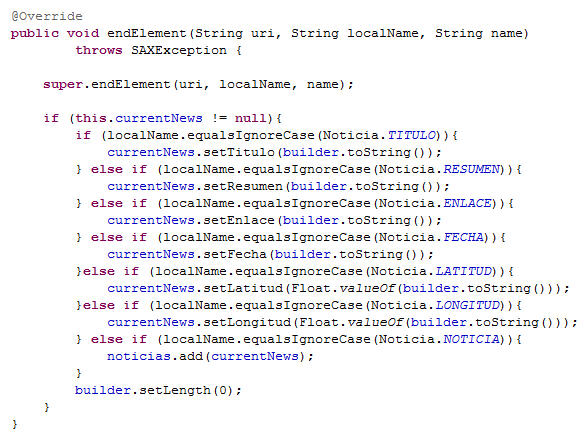 @Override
public void endElement(String uri, String localName, String name)
        throws SAXException {

    super.endElement(uri, localName, name);

    if (this.currentNews != null){
        if (localName.equalsIgnoreCase(Noticia.TITULO)){
            currentNews.setTitulo(builder.toString());
        } else if (localName.equalsIgnoreCase(Noticia.RESUMEN)){
            currentNews.setResumen(builder.toString());
        } else if (localName.equalsIgnoreCase(Noticia.ENLACE)){
            currentNews.setEnlace(builder.toString());
        } else if (localName.equalsIgnoreCase(Noticia.FECHA)){
            currentNews.setFecha(builder.toString());
        }else if (localName.equalsIgnoreCase(Noticia.LATITUD)){
            currentNews.setLatitud(Float.valueOf(builder.toString()));
        }else if (localName.equalsIgnoreCase(Noticia.LONGITUD)){
            currentNews.setLongitud(Float.valueOf(builder.toString()));
        } else if (localName.equalsIgnoreCase(Noticia.NOTICIA)){
            noticias.add(currentNews);
        }
        builder.setLength(0);
    }
}